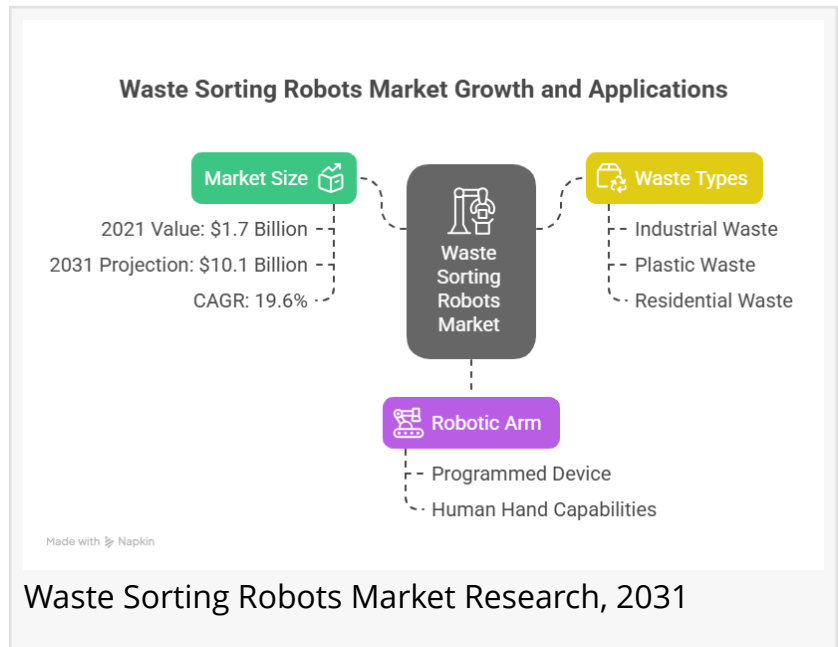 Waste Sorting Robots Market Growth and Applications
Market Size
2021 Value: $1.7 Billion
2031 Projection: $10.1 Billion
CAGR: 19.6%
Waste
Sorting
Robots
Market
Waste Types
Industrial Waste
Plastic Waste
Residential Waste
Robotic Arm
Programmed Device
Human Hand Capabilities
Made with Napkin
Waste Sorting Robots Market Research, 2031